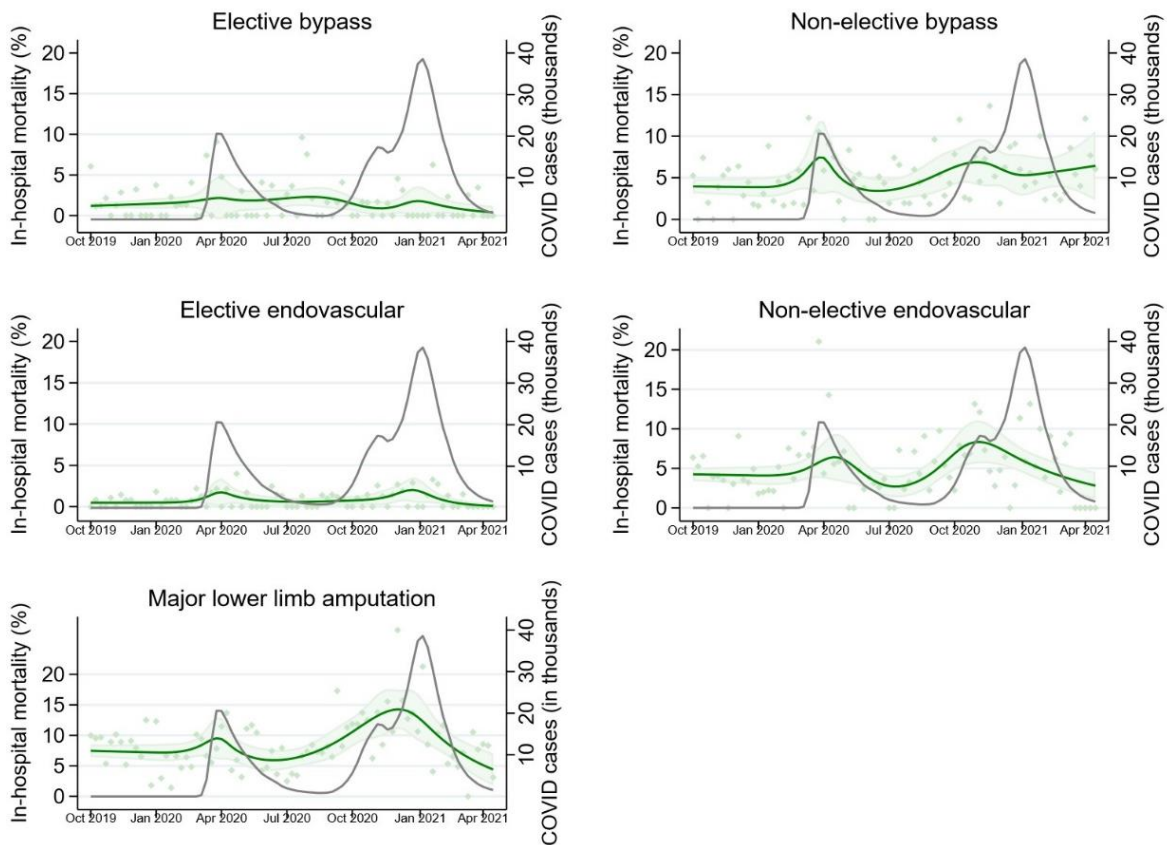 Elective bypass
In-hospital mortality (%)
20
15
10
5
0
40
30
20
10
COVID cases (thousands)
Oct 2019 Jan 2020 Apr 2020 Jul 2020 Oct 2020 Jan 2021 Apr 2021
Non-elective bypass
In-hospital mortality (%)
20
15
10
5
0
40
30
20
10
COVID cases (thousands)
Oct 2019 Jan 2020 Apr 2020 Jul 2020 Oct 2020 Jan 2021 Apr 2021
Elective endovascular
In-hospital mortality (%)
20
15
10
5
0
40
30
20
10
COVID cases (thousands)
Oct 2019 Jan 2020 Apr 2020 Jul 2020 Oct 2020 Jan 2021 Apr 2021
Non-elective endovascular
In-hospital mortality (%)
20
15
10
5
0
40
30
20
10
COVID cases (thousands)
Oct 2019 Jan 2020 Apr 2020 Jul 2020 Oct 2020 Jan 2021 Apr 2021
Major lower limb amputation
In-hospital mortality (%)
20
15
10
5
0
40
30
20
10
COVID cases (in thousands)
Oct 2019 Jan 2020 Apr 2020 Jul 2020 Oct 2020 Jan 2021 Apr 2021